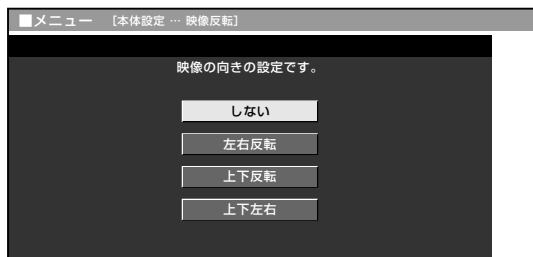 ■メニュー [本体設定 … 映像反転]
映像の向きの設定です。
しない
左右反転
上下反転
上下左右